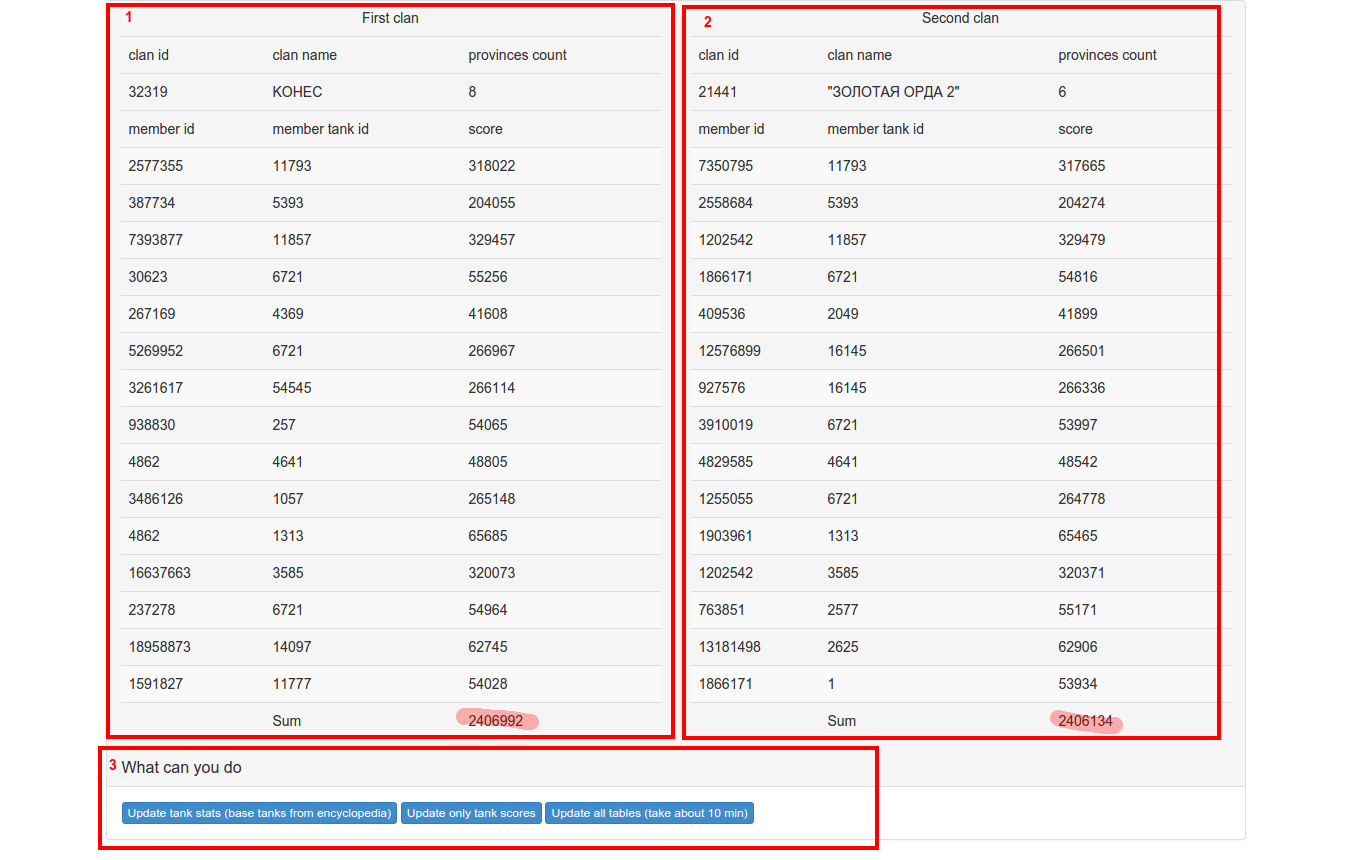 1 First clan
clan id clan name provinces count
32319 КОНЕС 8
member id member tank id score
2577355 11793 318022
387734 5393 204055
7393877 11857 329457
30623 6721 55256
267169 4369 41608
5269952 6721 266967
3261617 54545 266114
938830 257 54065
4862 4641 48805
3486126 1057 265148
4862 1313 65685
16637663 3585 320073
237278 6721 54964
18958873 14097 62745
1591827 11777 54028
Sum 2406992
2 Second clan
clan id clan name provinces count
21441 "ЗОЛОТАЯ ОРДА 2" 6
member id member tank id score
7350795 11793 317665
2558684 5393 204274
1202542 11857 329479
1866171 6721 54816
409536 2049 41899
12576899 16145 266501
927576 16145 266336
3910019 6721 53997
4829585 4641 48542
1255055 6721 264778
1903961 1313 65465
1202542 3585 320371
763851 2577 55171
13181498 2625 62906
1866171 1 53934
Sum 2406134
3 What can you do
Update tank stats (base tanks from encyclopedia) Update only tank scores Update all tables (take about 10 min)